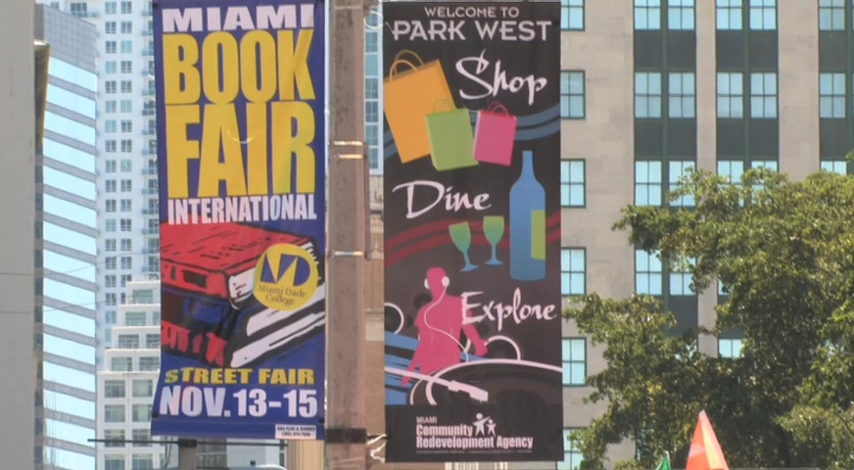 MIAMI
BOOK
FAIR
INTERNATIONAL
Miami Dade
College
STREET FAIR
NOV. 13-15
WELCOME TO
PARK WEST
Shop
Dine
Explore
MIAMI
Community
Redevelopment Agency